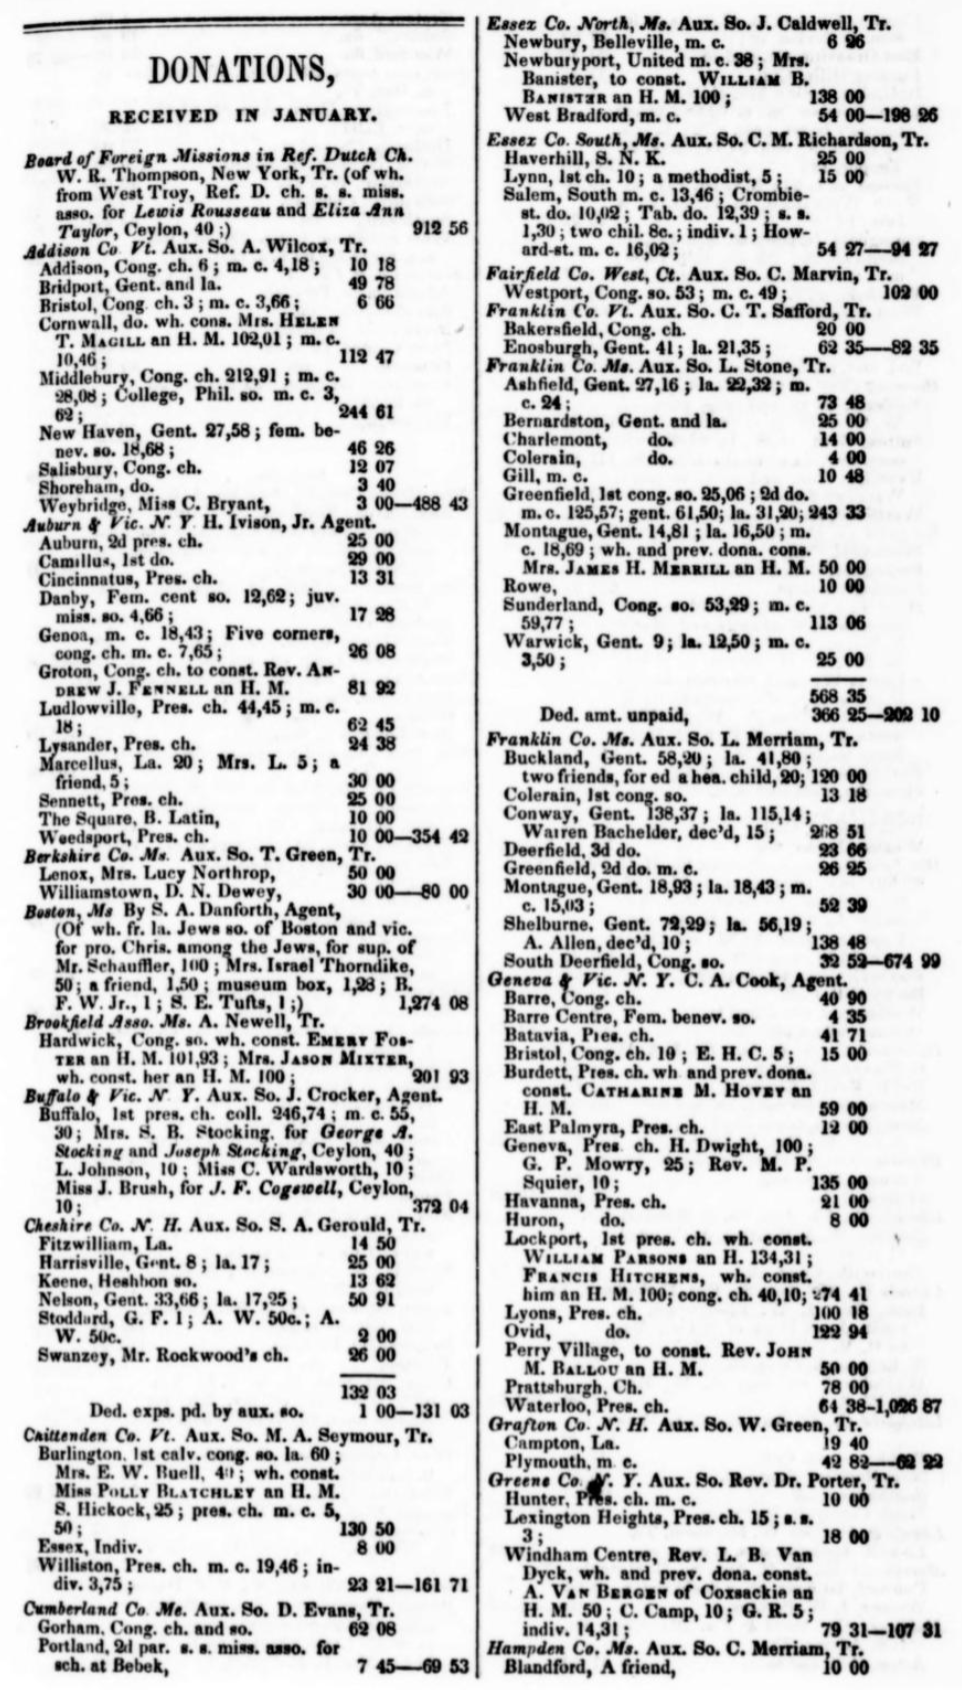 DONATIONS,
RECEIVED IN JANUARY.
Board of Foreign Missions in Ref. Dutch Ch.
W. R. Thompson, New York, Tr. (of wh.
from West Troy, Ref. D. ch. s. s. miss.
asso. for Lewis Rousseau and Eliza Ann
Taylor, Ceylon, 40 ;) 912 56
Addison Co Vt. Aux. So. A. Wilcox, Tr.
Addison, Cong. ch. 6 ; m. c. 4,18 ; 10 18
Bridport, Gent. and la. 49 78
Bristol, Cong. ch. 3 ; m. c. 3,66 ; 6 66
Cornwall, do. wh. cons. Mrs. HELEN
T. MAGILL an H. M. 102,01 ; m. c.
10,46 ; 112 47
Middlebury, Cong. ch. 212,91 ; m. c.
28,08 ; College, Phil. so. m. c. 3,
62 ; 244 61
New Haven, Gent. 27,58 ; fem. be-
nev. so. 18,68 ; 46 26
Salisbury, Cong. ch. 12 07
Shoreham, do. 3 40
Weybridge, Miss C. Bryant, 3 00—488 43
Auburn & Vic. N. Y H. Ivison, Jr. Agent.
Auburn, 2d pres. ch. 25 00
Camillus, 1st do. 29 00
Cincinnatus, Pres. ch. 13 31
Danby, Fem. cent so. 12,62 ; juv.
miss. so. 4,66 ; 17 28
Genoa, m. c. 18,43 ; Five corners,
cong. ch. m. c. 7,65 ; 26 08
Groton, Cong. ch. to const. Rev. AN-
DREW J. FENNELL an H. M. 81 92
Ludlowville, Pres. ch. 44,45 ; m. c.
18 ; 62 45
Lysander, Pres. ch. 24 38
Marcellus, La. 20 ; Mrs. L. 5 ; a
friend, 5 ; 30 00
Sennett, Pres. ch. 25 00
The Square, B. Latin, 10 00
Weedsport, Pres. ch. 10 00—354 42
Berkshire Co. Ms. Aux. So. T. Green, Tr.
Lenox, Mrs. Lucy Northrop, 50 00
Williamstown, D. N. Dewey, 30 00—80 00
Boston, Ms By S. A. Danforth, Agent,
(Of wh. fr. la. Jews so. of Boston and vic.
for pro. Chris. among the Jews, for sup. of
Mr. Schauffler, 100 ; Mrs. Israel Thorndike,
50 ; a friend, 1,50 ; museum box, 1,28 ; B.
F. W. Jr., 1 ; S. E. Tufts, 1 ;) 1,274 08
Brookfield Asso. Ms. A. Newell, Tr.
Hardwick, Cong. so. wh. const. EMERY FOS-
TER an H. M. 101,93 ; Mrs. JASON MIXTER,
wh. const. her an H. M. 100 ; 201 93
Buffalo & Vic. N Y. Aux. So. J. Crocker, Agent.
Buffalo, 1st pres. ch. coll. 246,74 ; m c. 55,
30 ; Mrs. S. B. Stocking, for George A.
Stocking and Joseph Stocking, Ceylon, 40 ;
L. Johnson, 10 ; Miss C. Wardsworth, 10 ;
Miss J. Brush, for J. F. Cogswell, Ceylon,
10 ; 372 04
Cheshire Co. N. H. Aux. So. S. A. Gerould, Tr.
Fitzwilliam, La. 14 50
Harrisville, Gent. 8 ; la. 17 ; 25 00
Keene, Heshbon so. 13 62
Nelson, Gent. 33,66 ; la. 17,25 ; 50 91
Stoddard, G. F. 1 ; A. W. 50c. ; A.
W. 50c. 2 00
Swanzey, Mr. Rockwood's ch. 26 00
132 03
Ded. exps. pd. by aux. so. 1 00—131 03
Chittenden Co. Vt. Aux. So. M. A. Seymour, Tr.
Burlington, 1st calv. cong. so. la. 60 ;
Mrs. E. W. Buell, 40 ; wh. const.
Miss POLLY BLATCHLEY an H. M.
S. Hickock, 25 ; pres. ch. m. c. 5,
50 ; 130 50
Essex, Indiv. 8 00
Williston, Pres. ch. m. c. 19,46 ; in-
div. 3,75 ; 23 21—161 71
Cumberland Co. Me. Aux. So. D. Evans, Tr.
Gorham, Cong. ch. and so. 62 08
Portland, 2d par. s. s. miss. asso. for
sch. at Bebek, 7 45—69 53
Essex Co. North, Ms. Aux. So. J. Caldwell, Tr.
Newbury, Belleville, m. c. 6 26
Newburyport, United m. c. 38 ; Mrs.
Banister, to const. WILLIAM B.
BANISTER an H. M. 100 ; 138 00
West Bradford, m. c. 54 00—198 26
Essex Co. South, Ms. Aux. So. C. M. Richardson, Tr.
Haverhill, S. N. K. 25 00
Lynn, 1st ch. 10 ; a methodist, 5 ; 15 00
Salem, South m. c. 13,46 ; Crombie-
st. do. 10,02 ; Tab. do. 12,39 ; s. s.
1,30 ; two chil. 8c. ; indiv. 1 ; How-
ard-st. m. c. 16,02 ; 54 27—94 27
Fairfield Co. West, Ct. Aux. So. C. Marvin, Tr.
Westport, Cong. so. 53 ; m. c. 49 ; 102 00
Franklin Co. Vt. Aux. So. C. T. Safford, Tr.
Bakersfield, Cong. ch. 20 00
Enosburgh, Gent. 41 ; la. 21,35 ; 62 35—82 35
Franklin Co. Ms. Aux. So. L. Stone, Tr.
Ashfield, Gent. 27,16 ; la. 22,32 ; m.
c. 24 ; 73 48
Bernardston, Gent. and la. 25 00
Charlemont, do. 14 00
Colerain, do. 4 00
Gill, m. c. 10 48
Greenfield, 1st cong. so. 25,06 ; 2d do.
m. c. 125,57 ; gent. 61,50 ; la. 31,20 ; 243 33
Montague, Gent. 14,81 ; la. 16,50 ; m.
c. 18,69 ; wh. and prev. dona. cons.
Mrs. JAMES H. MERRILL an H. M. 50 00
Rowe, 10 00
Sunderland, Cong. so. 53,29 ; m. c.
59,77 ; 113 06
Warwick, Gent. 9 ; la. 12,50 ; m. c.
3,50 ; 25 00
568 35
Ded. amt. unpaid, 366 25—202 10
Franklin Co. Ms. Aux. So. L. Merriam, Tr.
Buckland, Gent. 58,20 ; la. 41,80 ;
two friends, for ed a hea. child, 20 ; 120 00
Colerain, 1st cong. so. 13 18
Conway, Gent. 138,37 ; la. 115,14 ;
Warren Bachelder, dec'd, 15 ; 268 51
Deerfield, 3d do. 23 66
Greenfield, 2d do. m. c. 26 25
Montague, Gent. 18,93 ; la. 18,43 ; m.
c. 15,03 ; 52 39
Shelburne, Gent. 72,29 ; la. 56,19 ;
A. Allen, dec'd, 10 ; 138 48
South Deerfield, Cong. so. 32 52—674 99
Geneva & Vic. N. Y. C. A. Cook, Agent.
Barre, Cong. ch. 40 90
Barre Centre, Fem. benev. so. 4 35
Batavia, Pres. ch. 41 71
Bristol, Cong. ch. 10 ; E. H. C. 5 ; 15 00
Burdett, Pres. ch. wh and prev. dona.
const. CATHARINE M. HOVEY an
H. M. 59 00
East Palmyra, Pres. ch. 12 00
Geneva, Pres ch. H. Dwight, 100 ;
G. P. Mowry, 25 ; Rev. M. P.
Squier, 10 ; 135 00
Havanna, Pres. ch. 21 00
Huron, do. 8 00
Lockport, 1st pres. ch. wh const.
WILLIAM PARSONS an H. 134,31 ;
FRANCIS HITCHENS, wh. const.
him an H. M. 100 ; cong. ch. 40,10 ; 274 41
Lyons, Pres. ch. 100 18
Ovid, do. 122 94
Perry Village, to const. Rev. JOHN
M. BALLOU an H. M. 50 00
Prattsburgh, Ch. 78 00
Waterloo, Pres. ch. 64 38-1,026 87
Grafton Co. N. H. Aux. So. W. Green, Tr.
Campton, La. 19 40
Plymouth, m c. 42 82—62 22
Greene Co. N. Y. Aux. So. Rev. Dr. Porter, Tr.
Hunter, Pres. ch. m. c. 10 00
Lexington Heights, Pres. ch. 15 ; s. s.
3 ; 18 00
Windham Centre, Rev. L. B. Van
Dyck, wh. and prev. dona. const.
A. VAN BERGEN of Coxsackie an
H. M. 50 ; C. Camp, 10 ; G. R. 5 ;
indiv. 14,31 ; 79 31—107 31
Hampden Co. Ms. Aux. So. C. Merriam, Tr.
Blandford, A friend, 10 00